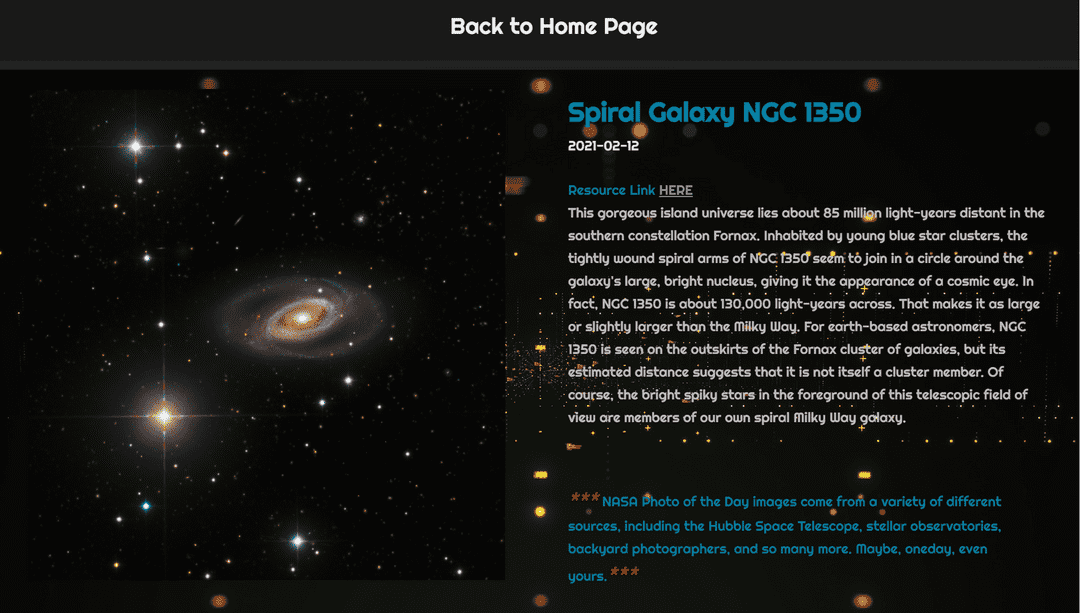 Back to Home Page
Spiral Galaxy NGC 1350
2021-02-12
Resource Link HERE
This gorgeous island universe lies about 85 million light-years distant in the
southern constellation Fornax. Inhabited by young blue star clusters, the
tightly wound spiral arms of NGC 1350 seem to join in a circle around the
galaxy's large, bright nucleus, giving it the appearance of a cosmic eye. In
fact, NGC 1350 is about 130,000 light-years across. That makes it as large
or slightly larger than the Milky Way. For earth-based astronomers, NGC
1350 is seen on the outskirts of the Fornax cluster of galaxies, but its
estimated distance suggests that it is not itself a cluster member. Of
course, the bright spiky stars in the foreground of this telescopic field of
view are members of our own spiral Milky Way galaxy.
***NASA Photo of the Day images come from a variety of different
sources, including the Hubble Space Telescope, stellar observatories,
backyard photographers, and so many more. Maybe, oneday, even
yours.***